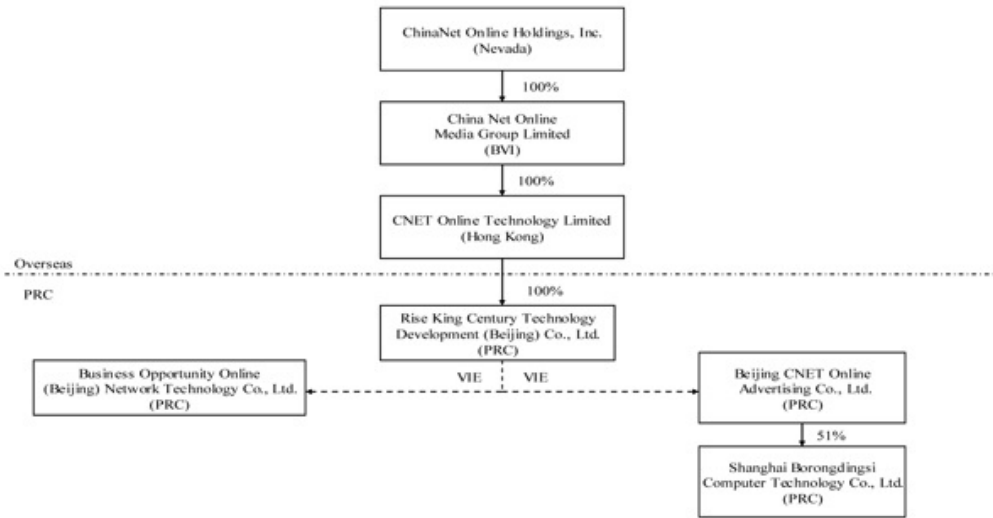 ChinaNet Online Holdings, Inc.
(Nevada)
100%
China Net Online
Media Group Limited
(BVI)
100%
CNET Online Technology Limited
(Hong Kong)
Overseas
PRC
100%
Rise King Century Technology
Development (Beijing) Co., Ltd.
(PRC)
VIE
VIE
Business Opportunity Online
(Beijing) Network Technology Co., Ltd.
(PRC)
Beijing CNET Online
Advertising Co., Ltd.
(PRC)
51%
Shanghai Borongdingsi
Computer Technology Co., Ltd.
(PRC)